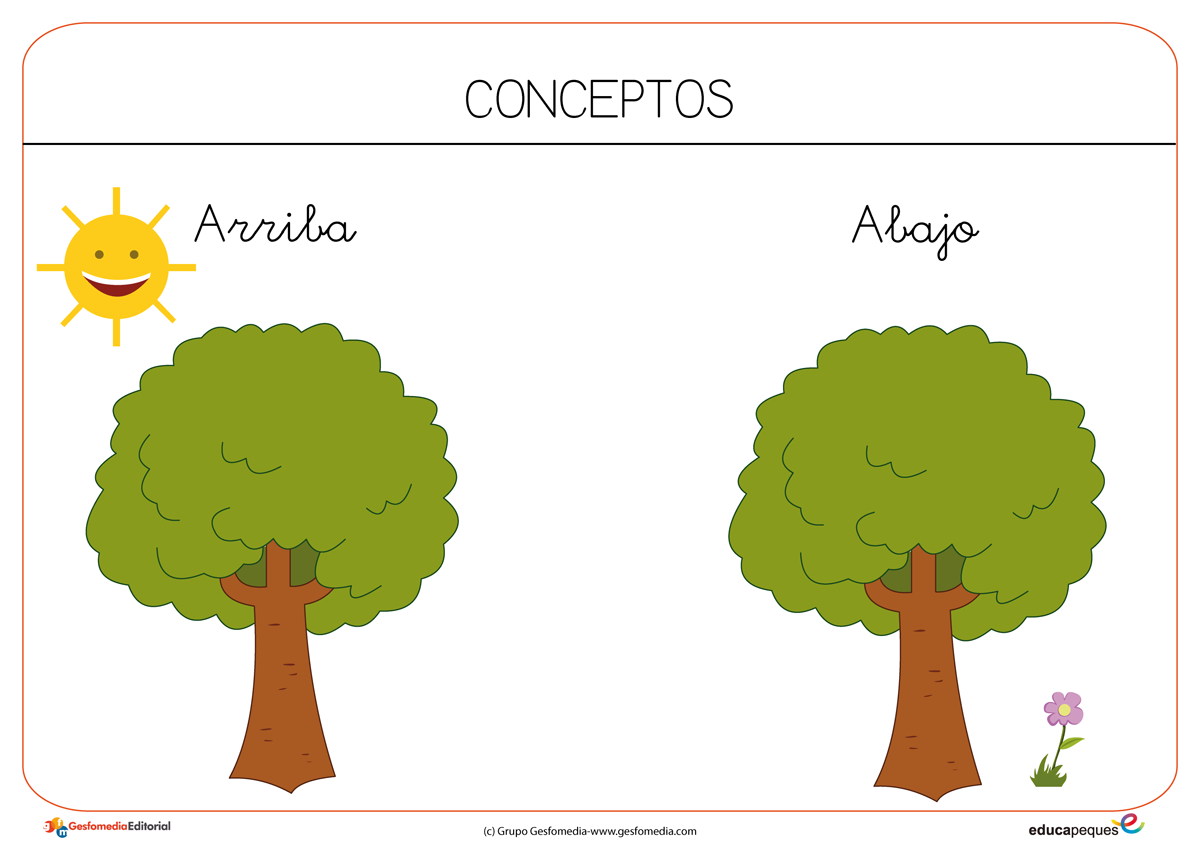 CONCEPTOS
Arriba
Abajo
GesfomediaEditorial
(c) Grupo Gesfomedia-www.gesfomedia.com
educapeques